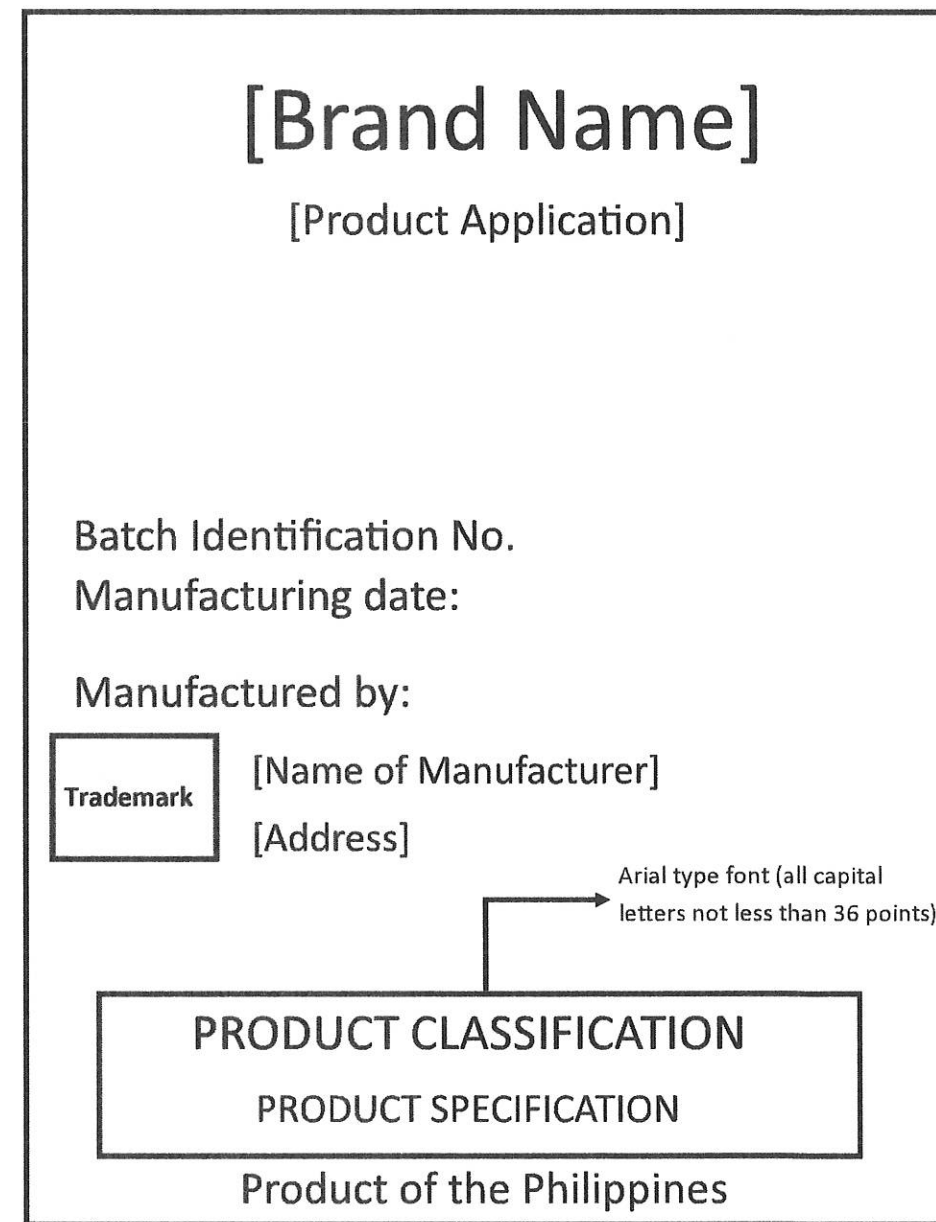 [Brand Name]
[Product Application]
Batch Identification No.
Manufacturing date:
Manufactured by:
Trademark
[Name of Manufacturer]
[Address]
Arial type font (all capital
letters not less than 36 points)
PRODUCT CLASSIFICATION
PRODUCT SPECIFICATION
Product of the Philippines